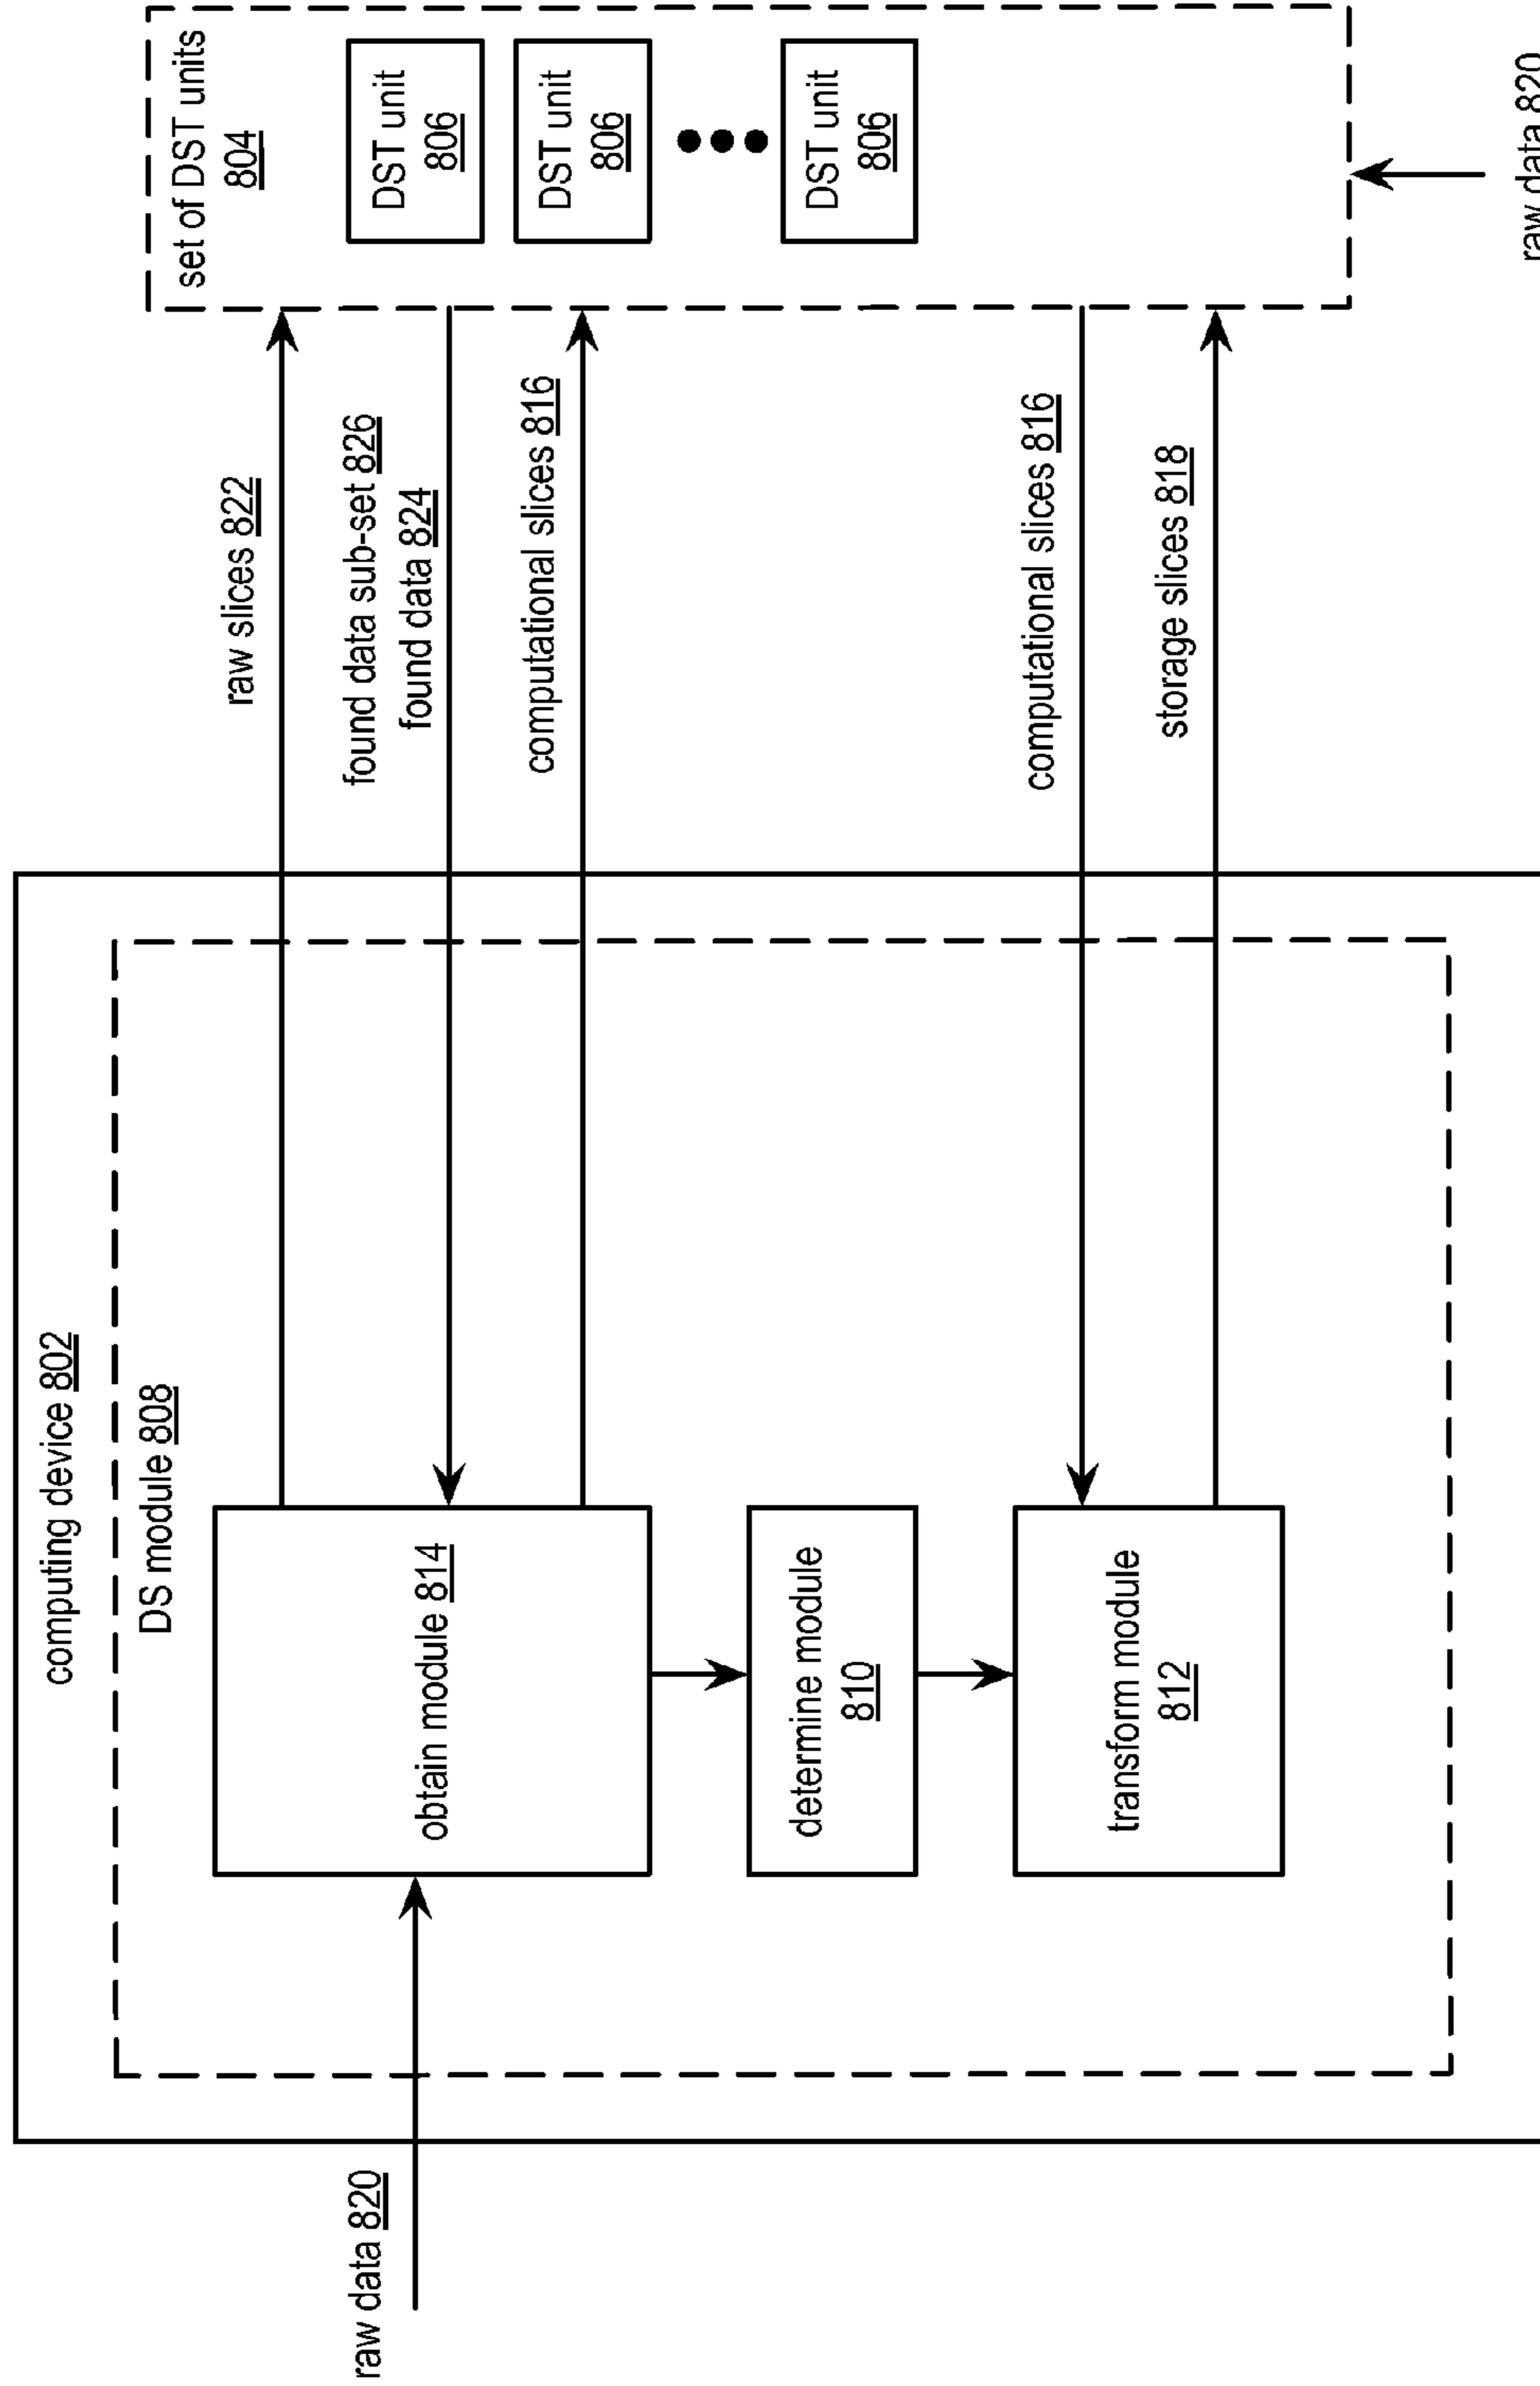 computing device 802
DS module 808
raw data 820
obtain module 814
determine module
810
transform module
812
raw slices 822
found data sub-set 826
found data 824
computational slices 816
computational slices 816
storage slices 818
set of DST units
804
DST unit
806
DST unit
806
DST unit
806
raw data 820